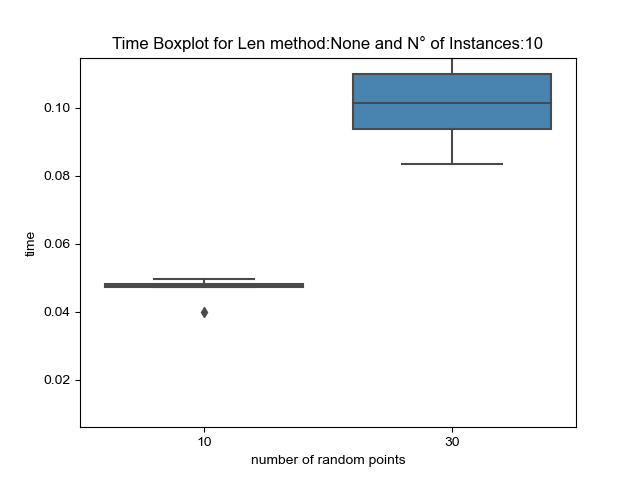 Time Boxplot for Len method:None and N° of Instances:10
0.10
0.08
0.06
0.04
0.02
time
10 30
number of random points